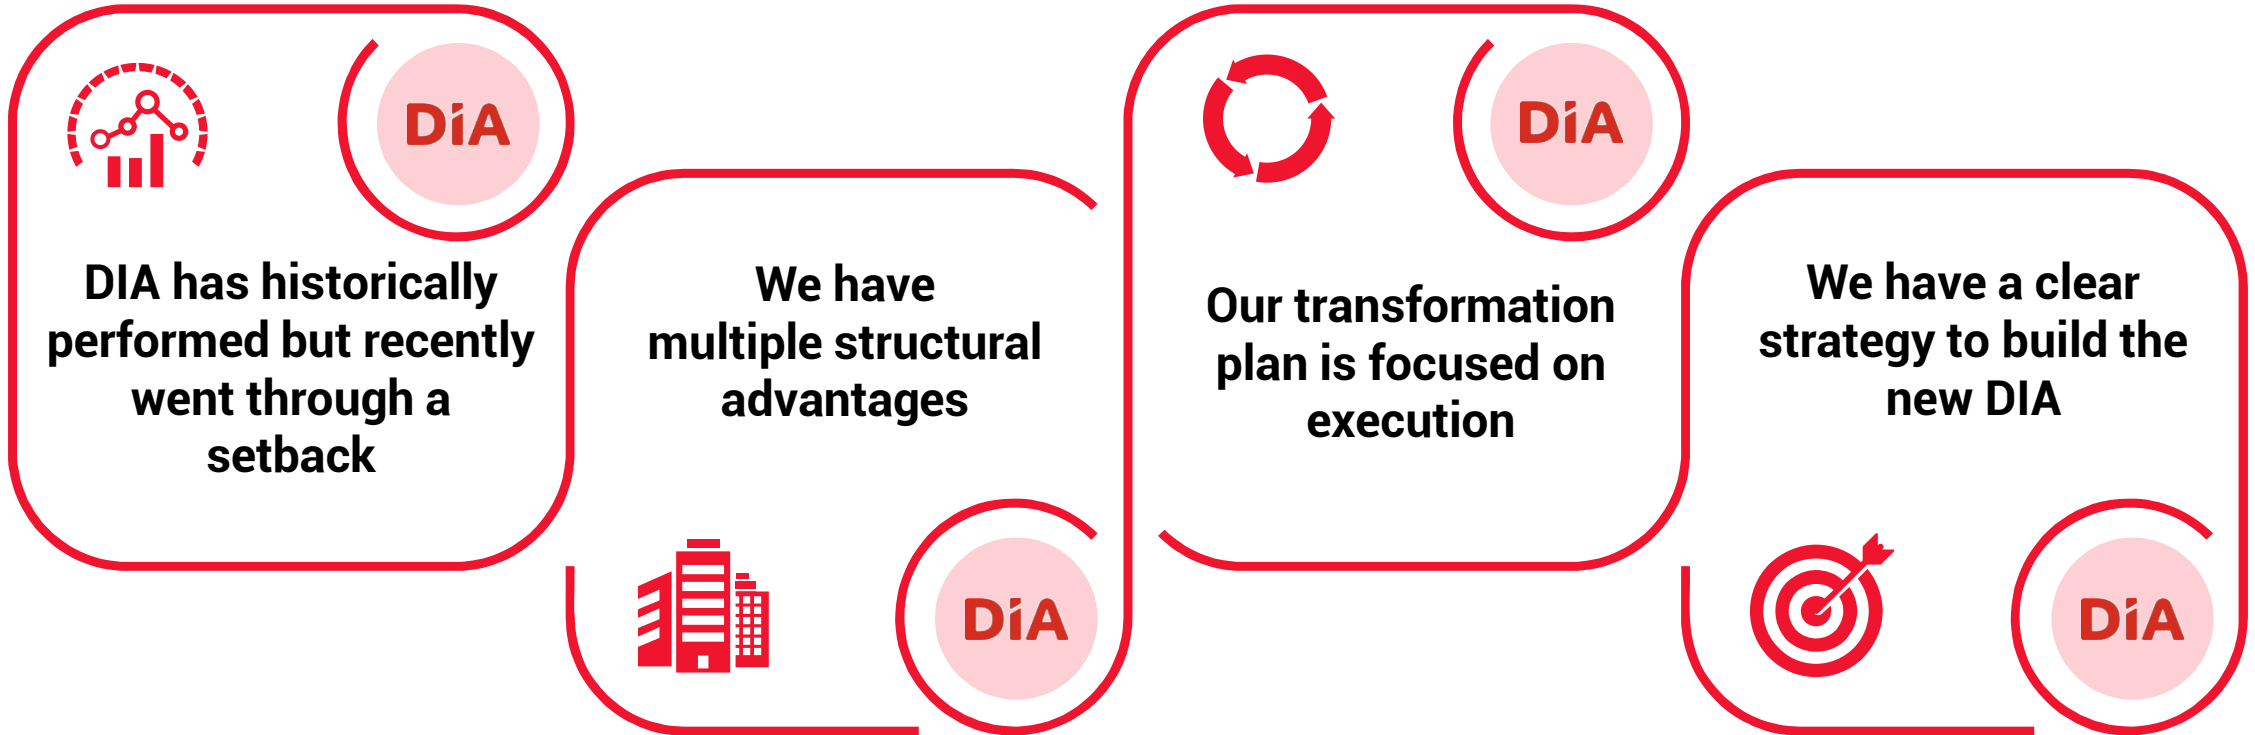 DiA
DIA has historically
performed but recently
went through a
setback
We have
multiple structural
advantages
DiA
DiA
Our transformation
plan is focused on
execution
We have a clear
strategy to build the
new DIA
DiA